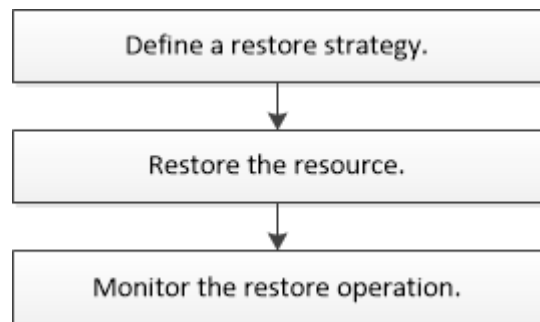 Define a restore strategy.
Restore the resource.
Monitor the restore operation.